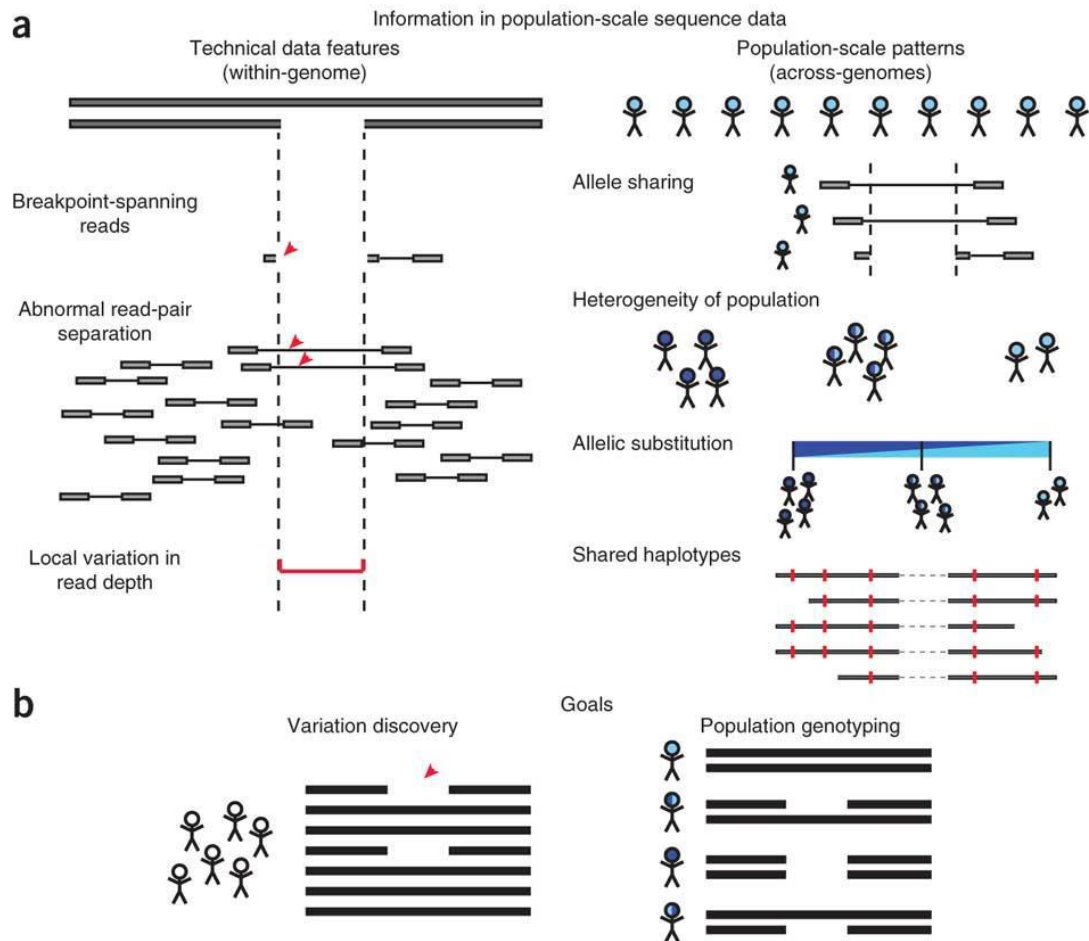 a
Information in population-scale sequence data
Technical data features
(within-genome)
Breakpoint-spanning
reads
Abnormal read-pair
separation
Local variation in
read depth
Population-scale patterns
(across-genomes)
Allele sharing
Heterogeneity of population
Allelic substitution
Shared haplotypes
b
Goals
Variation discovery
Population genotyping